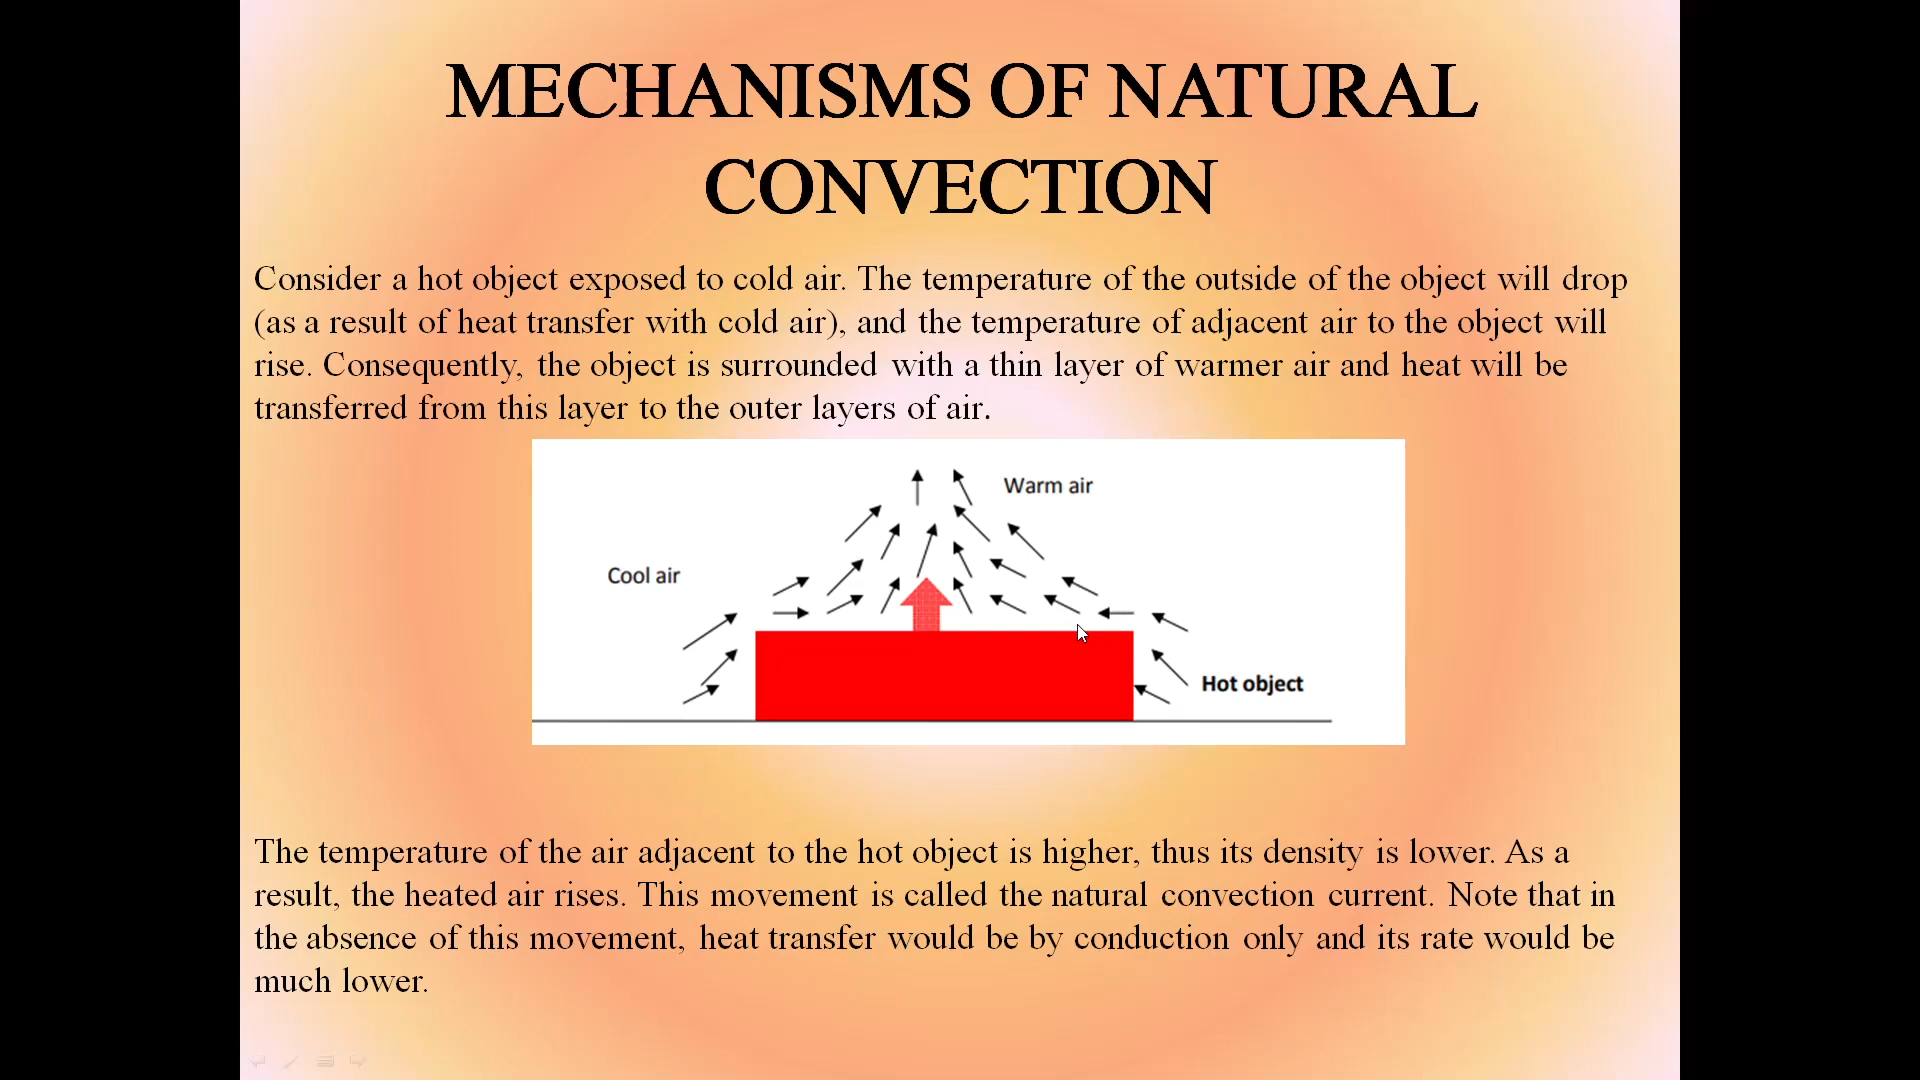 MECHANISMS OF NATURAL
CONVECTION
Consider a hot object exposed to cold air. The temperature of the outside of the object will drop
(as a result of heat transfer with cold air), and the temperature of adjacent air to the object will
rise. Consequently, the object is surrounded with a thin layer of warmer air and heat will be
transferred from this layer to the outer layers of air.
Warm air
Cool air
Hot object
The temperature of the air adjacent to the hot object is higher, thus its density is lower. As a
result, the heated air rises. This movement is called the natural convection current. Note that in
the absence of this movement, heat transfer would be by conduction only and its rate would be
much lower.